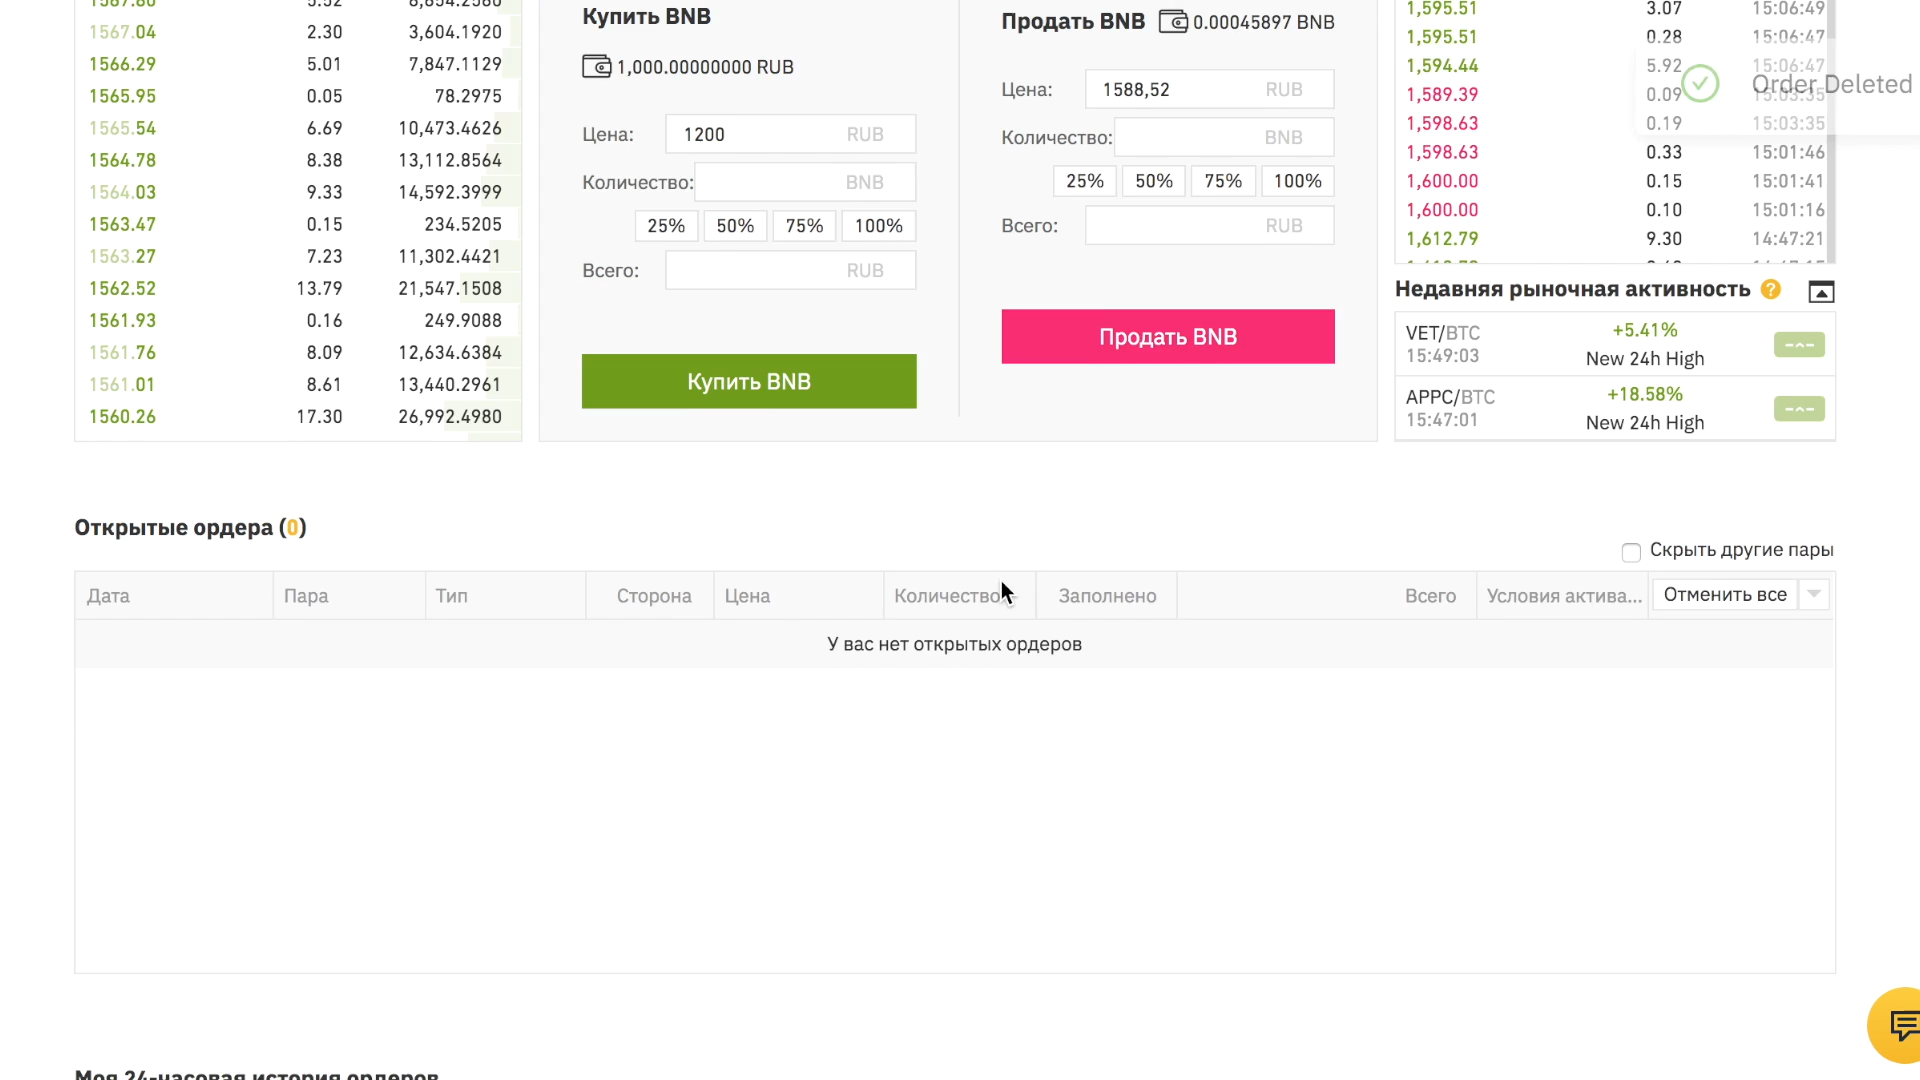 1567.04 2.30 3,604.1920
1566.29 5.01 7,847.1129
1565.95 0.05 78.2975
1565.54 6.69 10,473.4626
1564.78 8.38 13,112.8564
1564.03 9.33 14,592.3999
1563.47 0.15 234.5205
1563.27 7.23 11,302.4421
1562.52 13.79 21,547.1508
1561.93 0.16 249.9088
1561.76 8.09 12,634.6384
1561.01 8.61 13,440.2961
1560.26 17.30 26,992.4980
Купить BNB
1,000.00000000 RUB
Цена: 1200 RUB
Количество: BNB
25% 50% 75% 100%
Всего: RUB
Купить BNB
Продать BNB 0.00045897 BNB
Цена: 1588,52 RUB
Количество: BNB
25% 50% 75% 100%
Всего: RUB
Продать BNB
1,595.51 3.07 15:06:49
1,595.51 0.28 15:06:47
1,594.44 5.92 15:06:47
1,589.39 0.09 15:03:35
1,598.63 0.19 15:03:35
1,598.63 0.33 15:01:46
1,600.00 0.15 15:01:41
1,600.00 0.10 15:01:16
1,612.79 9.30 14:47:21
Order Deleted
Недавняя рыночная активность ?
VET/BTC +5.41%
15:49:03 New 24h High
APPC/BTC +18.58%
15:47:01 New 24h High
Открытые ордера (0)
Скрыть другие пары
Дата Пара Тип Сторона Цена Количество Заполнено Всего Условия актива... Отменить все
У вас нет открытых ордеров
Моя 24-часовая история ордеров